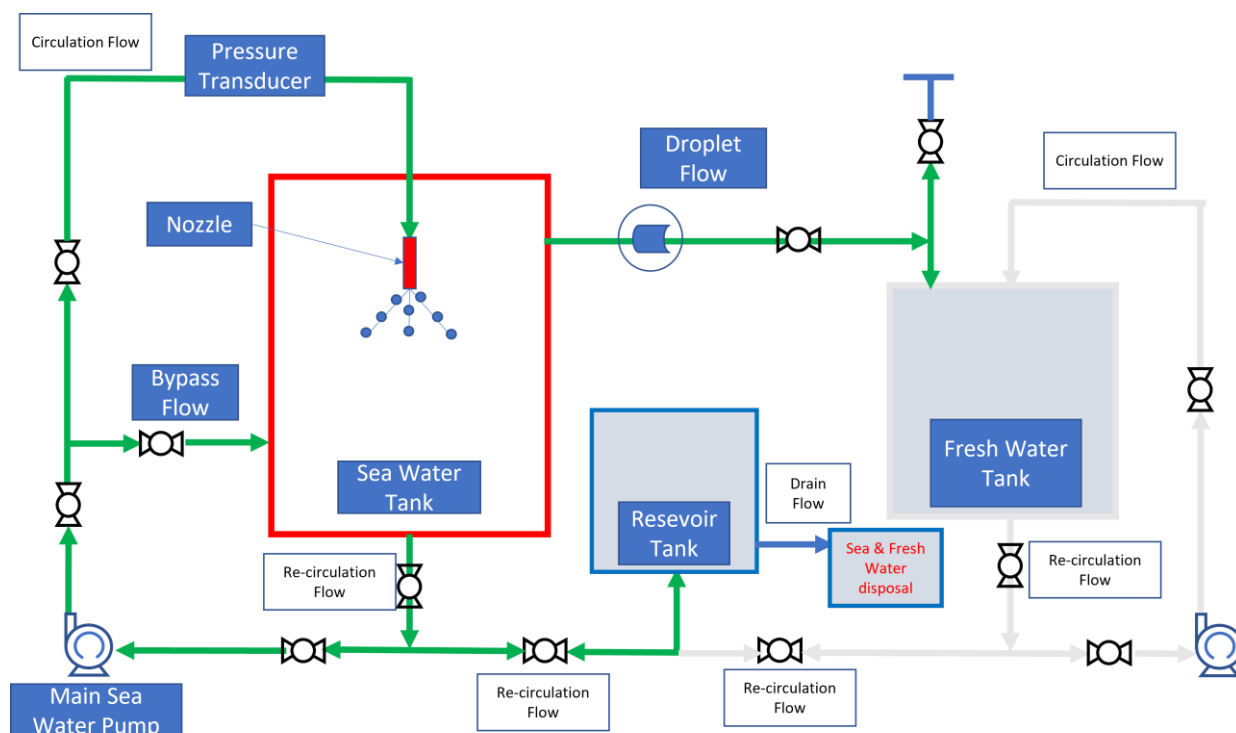 Circulation Flow
Pressure
Transducer
Droplet
Flow
Circulation Flow
Nozzle
Bypass
Flow
Sea Water
Tank
Resevoir
Tank
Drain
Flow
Fresh Water
Tank
Sea & Fresh
Water
disposal
Re-circulation
Flow
Re-circulation
Flow
Main Sea
Water Pump
Re-circulation
Flow
Re-circulation
Flow